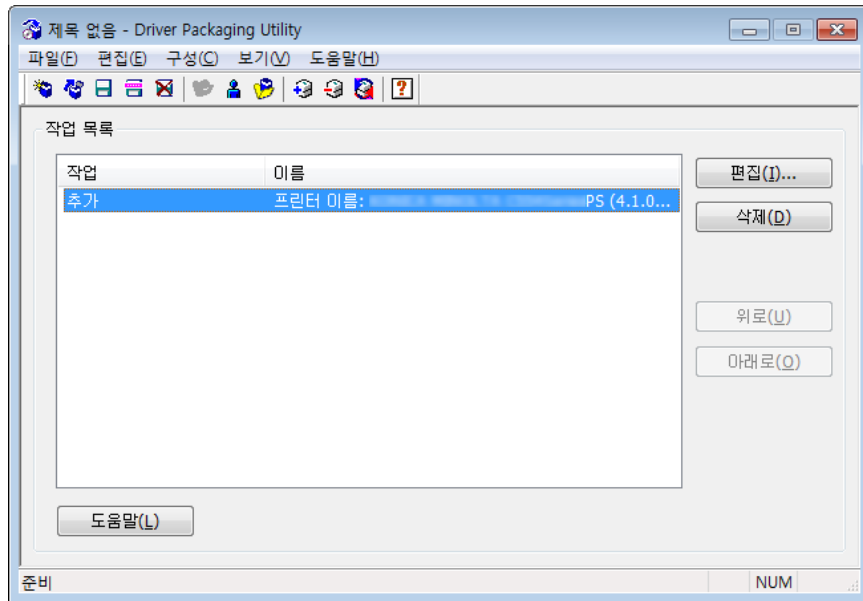 제목 없음 - Driver Packaging Utility
파일(F) 편집(E) 구성(C) 보기(V) 도움말(H)
작업 목록
작업 이름
추가 프린터 이름: PS (4.1.0...
편집(I)...
삭제(D)
위로(U)
아래로(O)
도움말(L)
준비 NUM